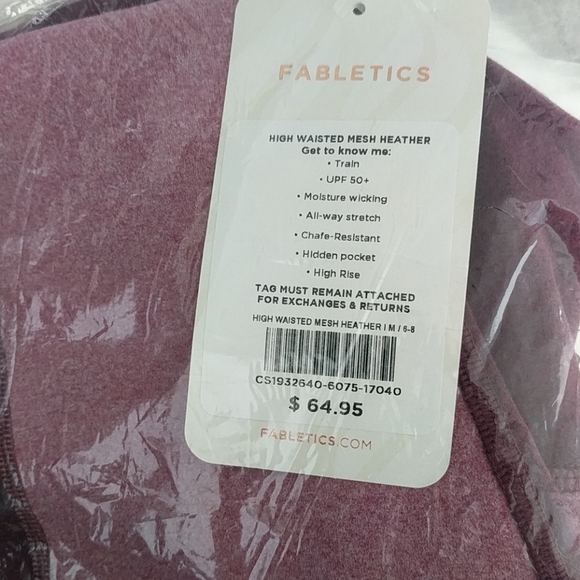 FABLETICS
HIGH WAISTED MESH HEATHER
Get to know me:
• Train
• UPF 50+
• Moisture wicking
• All-way stretch
• Chafe-Resistant
• Hidden pocket
• High Rise
TAG MUST REMAIN ATTACHED
FOR EXCHANGES & RETURNS
HIGH WAISTED MESH HEATHER | M / 6-8
CS1932640-6075-17040
$ 64.95
FABLETICS.COM